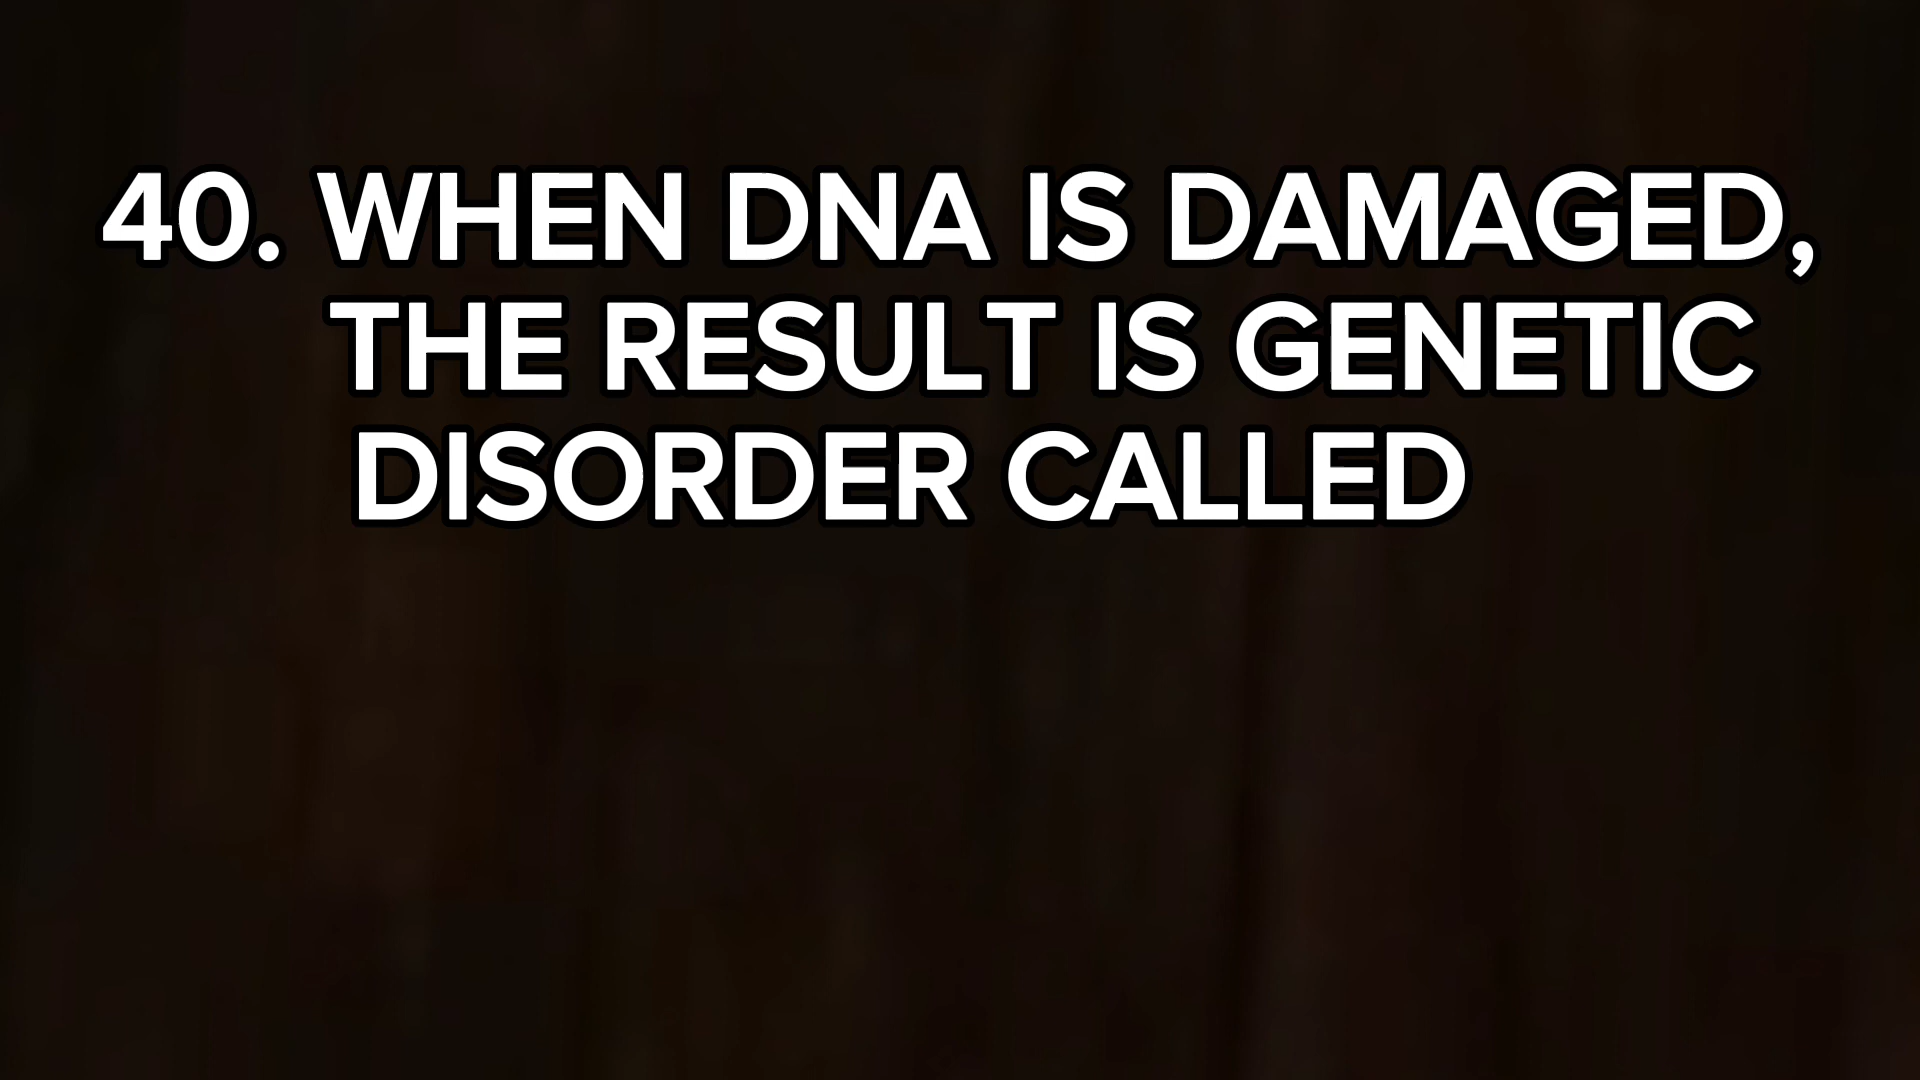 40. WHEN DNA IS DAMAGED,
THE RESULT IS GENETIC
DISORDER CALLED